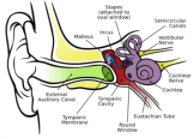 Stapes
(attached to
oval window)
Semicircular
Canals
Incus
Vestibular
Nerve
Malleus
Cochlear
Nerve
Cochlea
External
Auditory Canal
Tympanic
Cavity
Eustachian Tube
Tympanic
Membrane
Round
Window